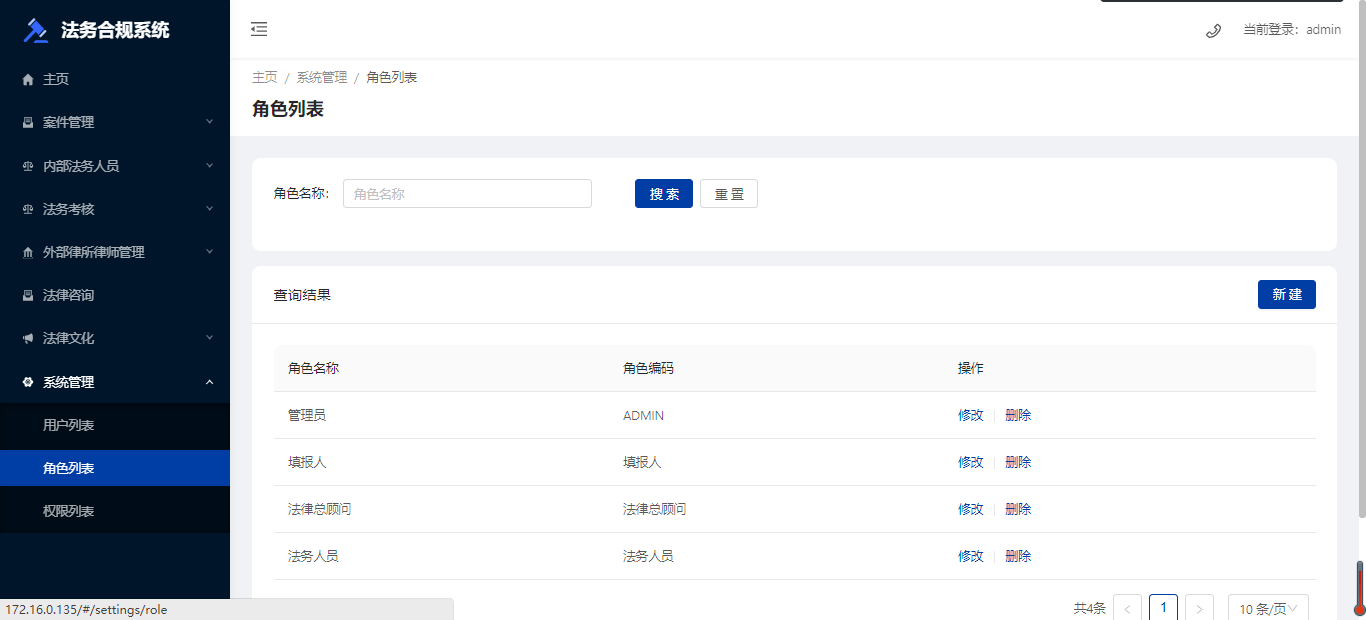 法务合规系统
当前登录：admin
主页
案件管理
内部法务人员
法务考核
外部律所律师管理
法律咨询
法律文化
系统管理
用户列表
角色列表
权限列表
主页 / 系统管理 / 角色列表
角色列表
角色名称: 角色名称 搜 索 重 置
查询结果 新 建
角色名称 角色编码 操作
管理员 ADMIN 修改 删除
填报人 填报人 修改 删除
法律总顾问 法律总顾问 修改 删除
法务人员 法务人员 修改 删除
共4条 < 1 > 10 条/页
172.16.0.135/#/settings/role